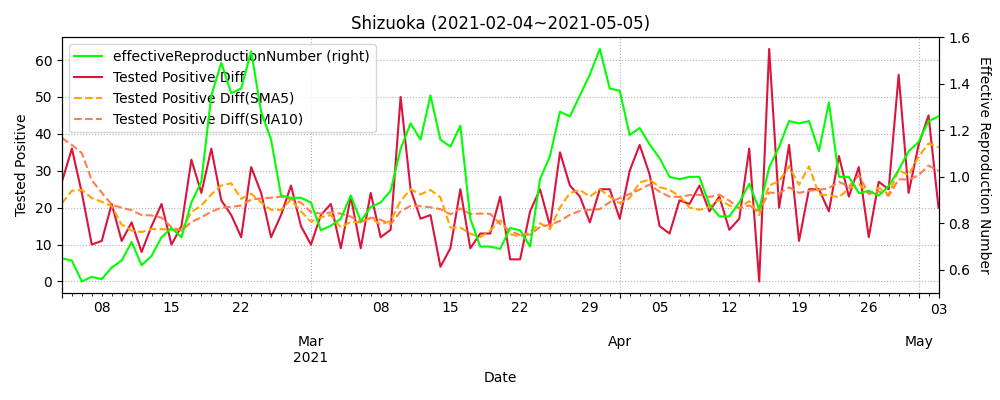 Shizuoka (2021-02-04~2021-05-05)
effectiveReproductionNumber (right)
Tested Positive Diff
Tested Positive Diff(SMA5)
Tested Positive Diff(SMA10)
Tested Positive
60
50
40
30
20
10
0
Effective Reproduction Number
1.6
1.4
1.2
1.0
0.8
0.6
08 15 22 08 15 22 29 05 12 19 26 03
Mar Apr May
2021
Date